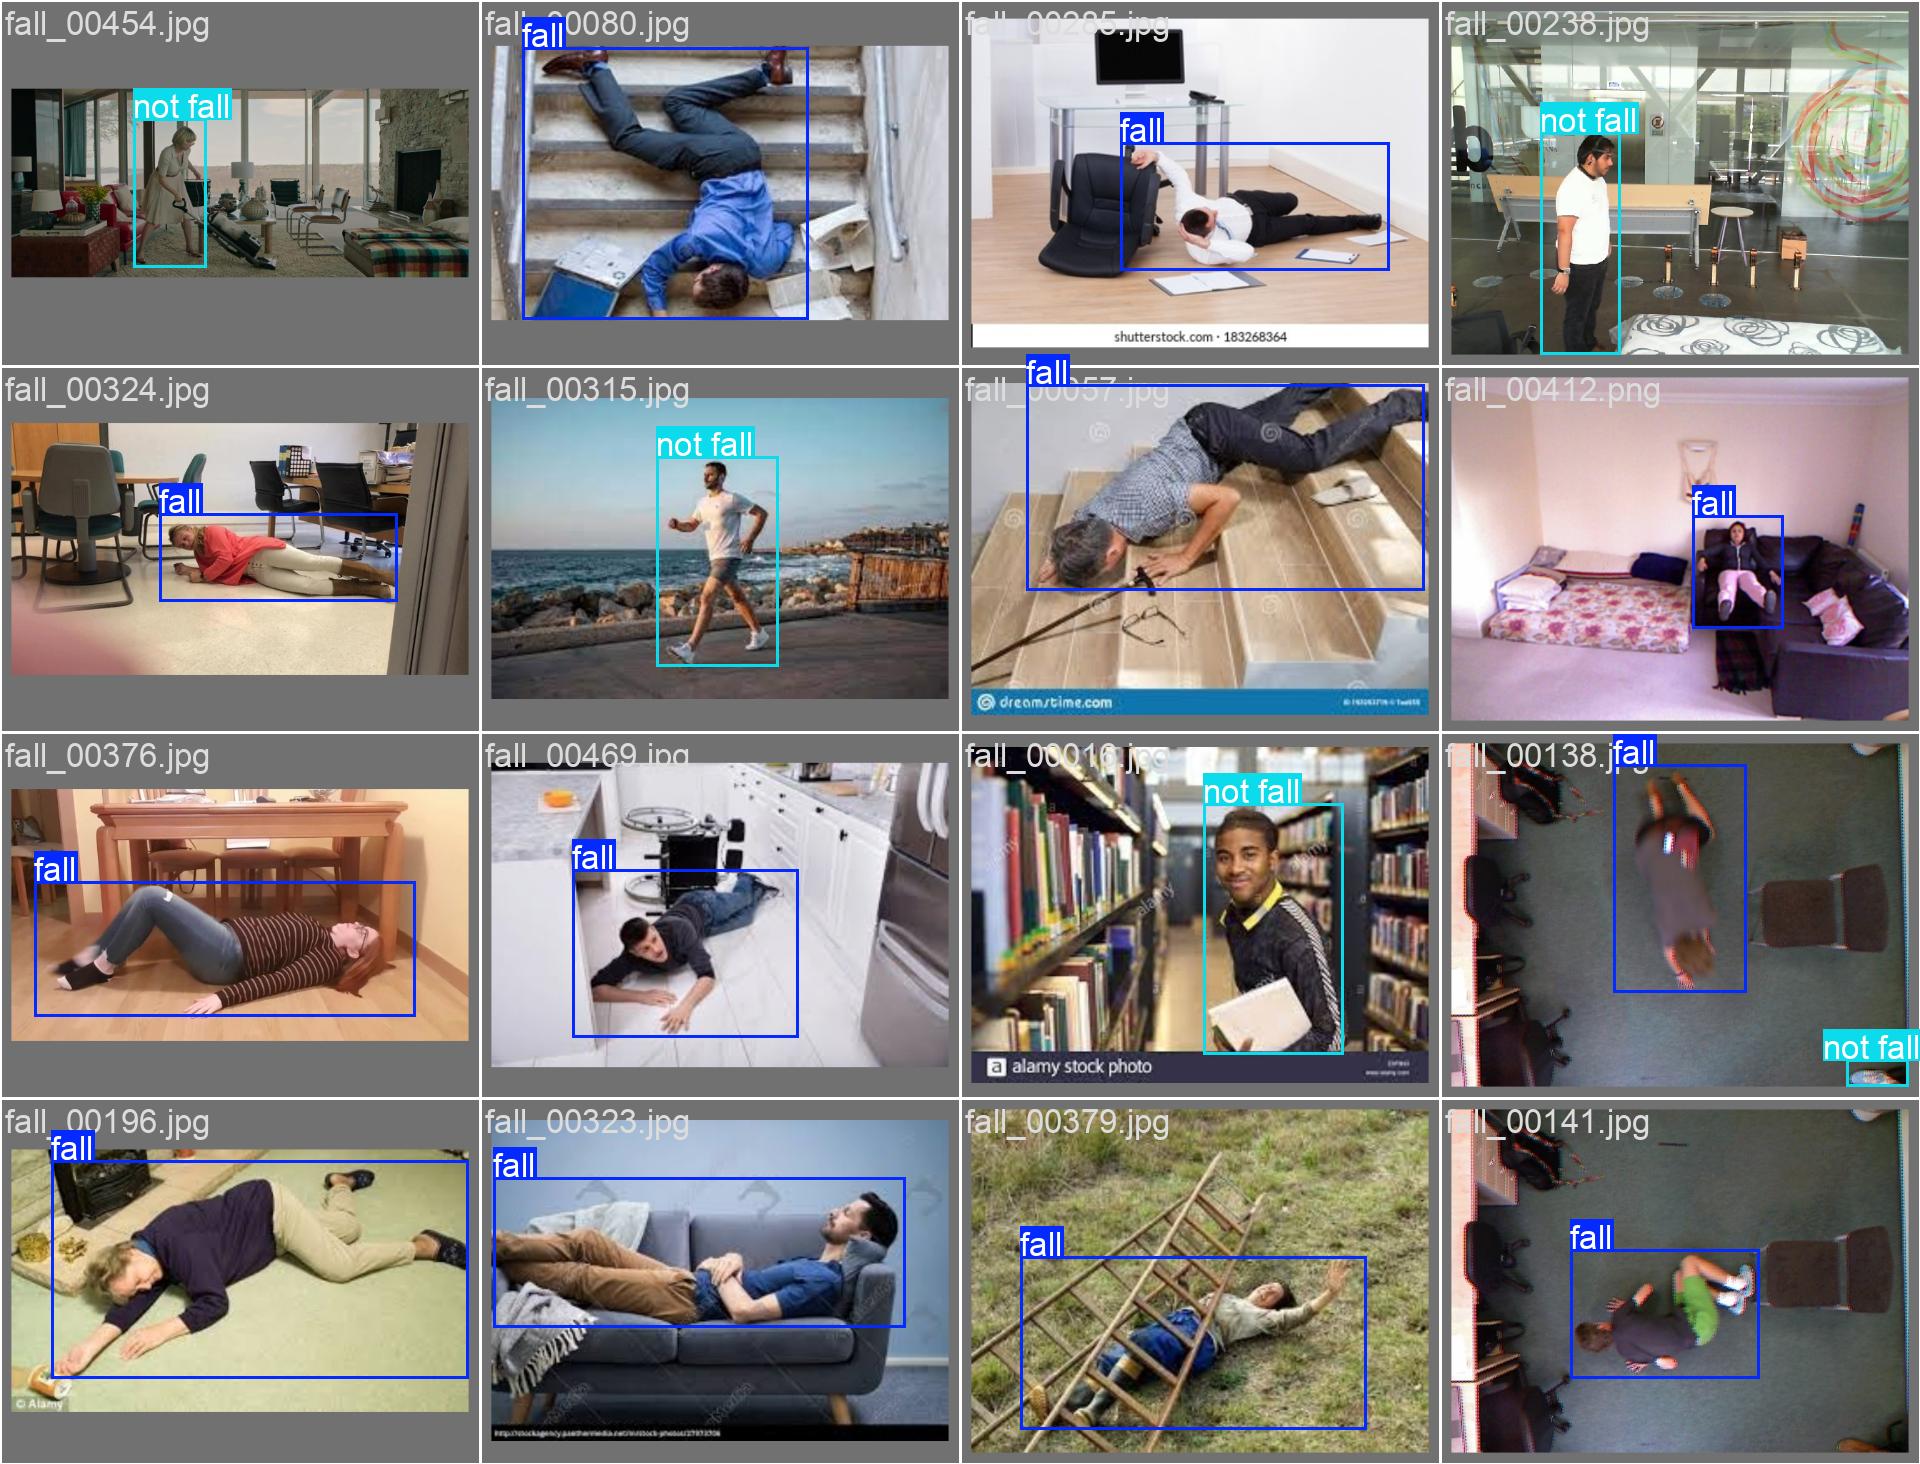 fall_00454.jpg
not fall
fall_00080.jpg
fall
fall_00285.jpg
fall
shutterstock.com · 183268364
fall_00238.jpg
not fall
b
fall_00324.jpg
fall
fall_00315.jpg
not fall
fall_00057.jpg
fall
dreamstime.com
fall_00412.png
fall
fall_00376.jpg
fall
fall_00469.jpg
fall
fall_00016.jpg
not fall
a alamy stock photo
fall_00138.jpg
fall
not fall
fall_00196.jpg
fall
© Alamy
fall_00323.jpg
fall
fall_00379.jpg
fall
fall_00141.jpg
fall